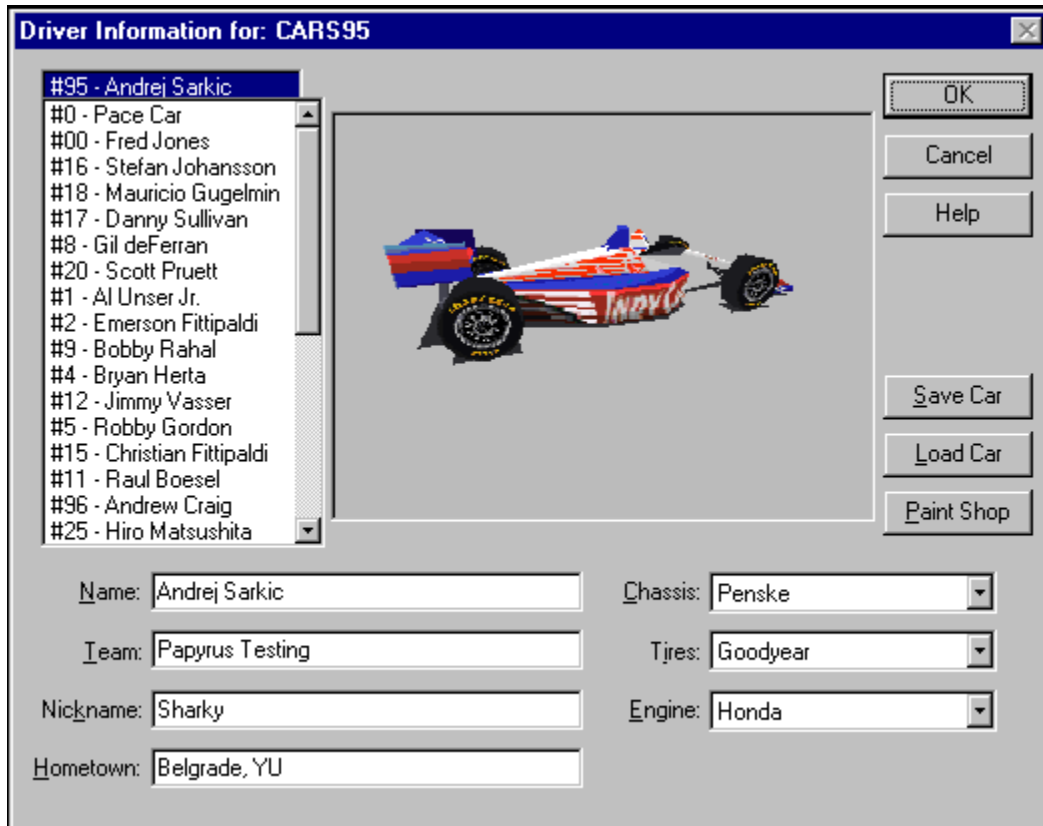 Driver Information for: CARS95
#95 - Andrej Sarkic
#0 - Pace Car
#00 - Fred Jones
#16 - Stefan Johansson
#18 - Mauricio Gugelmin
#17 - Danny Sullivan
#8 - Gil deFerran
#20 - Scott Pruett
#1 - Al Unser Jr.
#2 - Emerson Fittipaldi
#9 - Bobby Rahal
#4 - Bryan Herta
#12 - Jimmy Vasser
#5 - Robby Gordon
#15 - Christian Fittipaldi
#11 - Raul Boesel
#96 - Andrew Craig
#25 - Hiro Matsushita
OK
Cancel
Help
Save Car
Load Car
Paint Shop
Name: Andrej Sarkic
Team: Papyrus Testing
Nickname: Sharky
Hometown: Belgrade, YU
Chassis: Penske
Tires: Goodyear
Engine: Honda